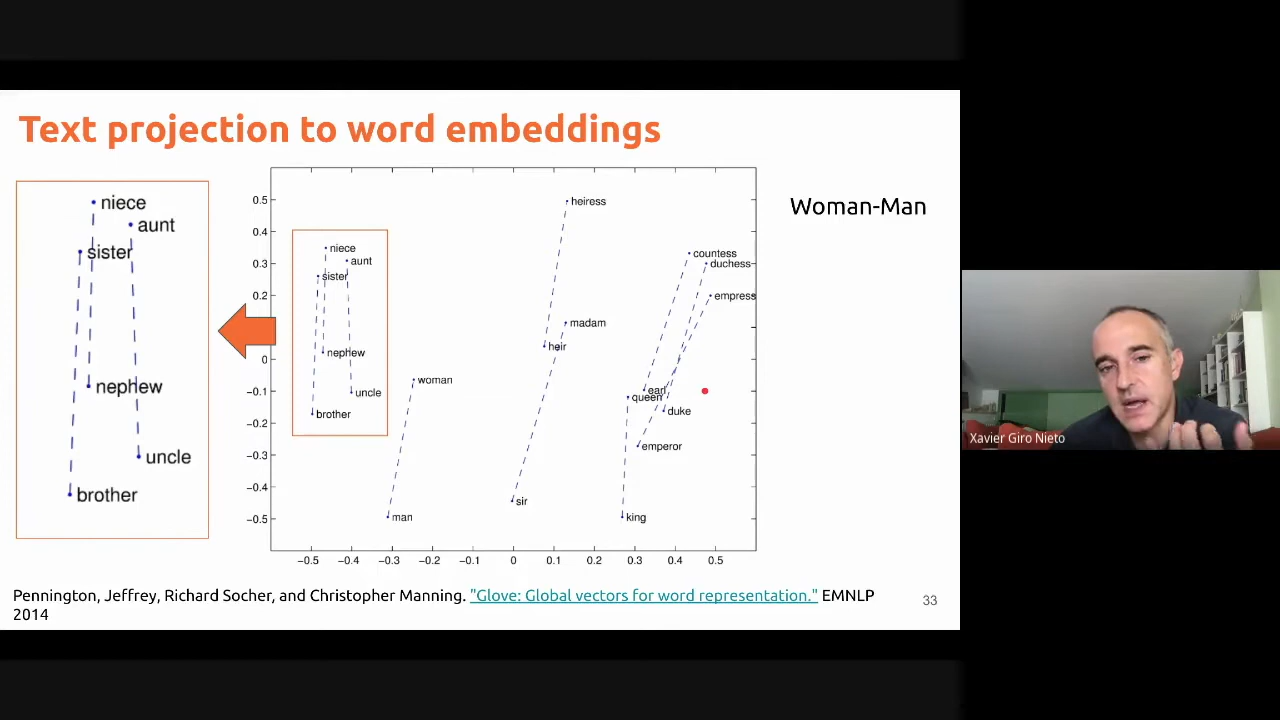 Text projection to word embeddings
niece
aunt
sister
nephew
uncle
brother
0.5
0.4
0.3
0.2
0
−0.1
−0.2
−0.3
−0.4
−0.5
niece
aunt
sister
nephew
uncle
brother
woman
man
heiress
madam
heir
sir
countess
duchess
empress
earl
queen
duke
emperor
king
−0.5
−0.4
−0.3
−0.2
−0.1
0
0.1
0.2
0.3
0.4
0.5
Woman-Man
Xavier Giro Nieto
Pennington, Jeffrey, Richard Socher, and Christopher Manning. "Glove: Global vectors for word representation." EMNLP
2014
33